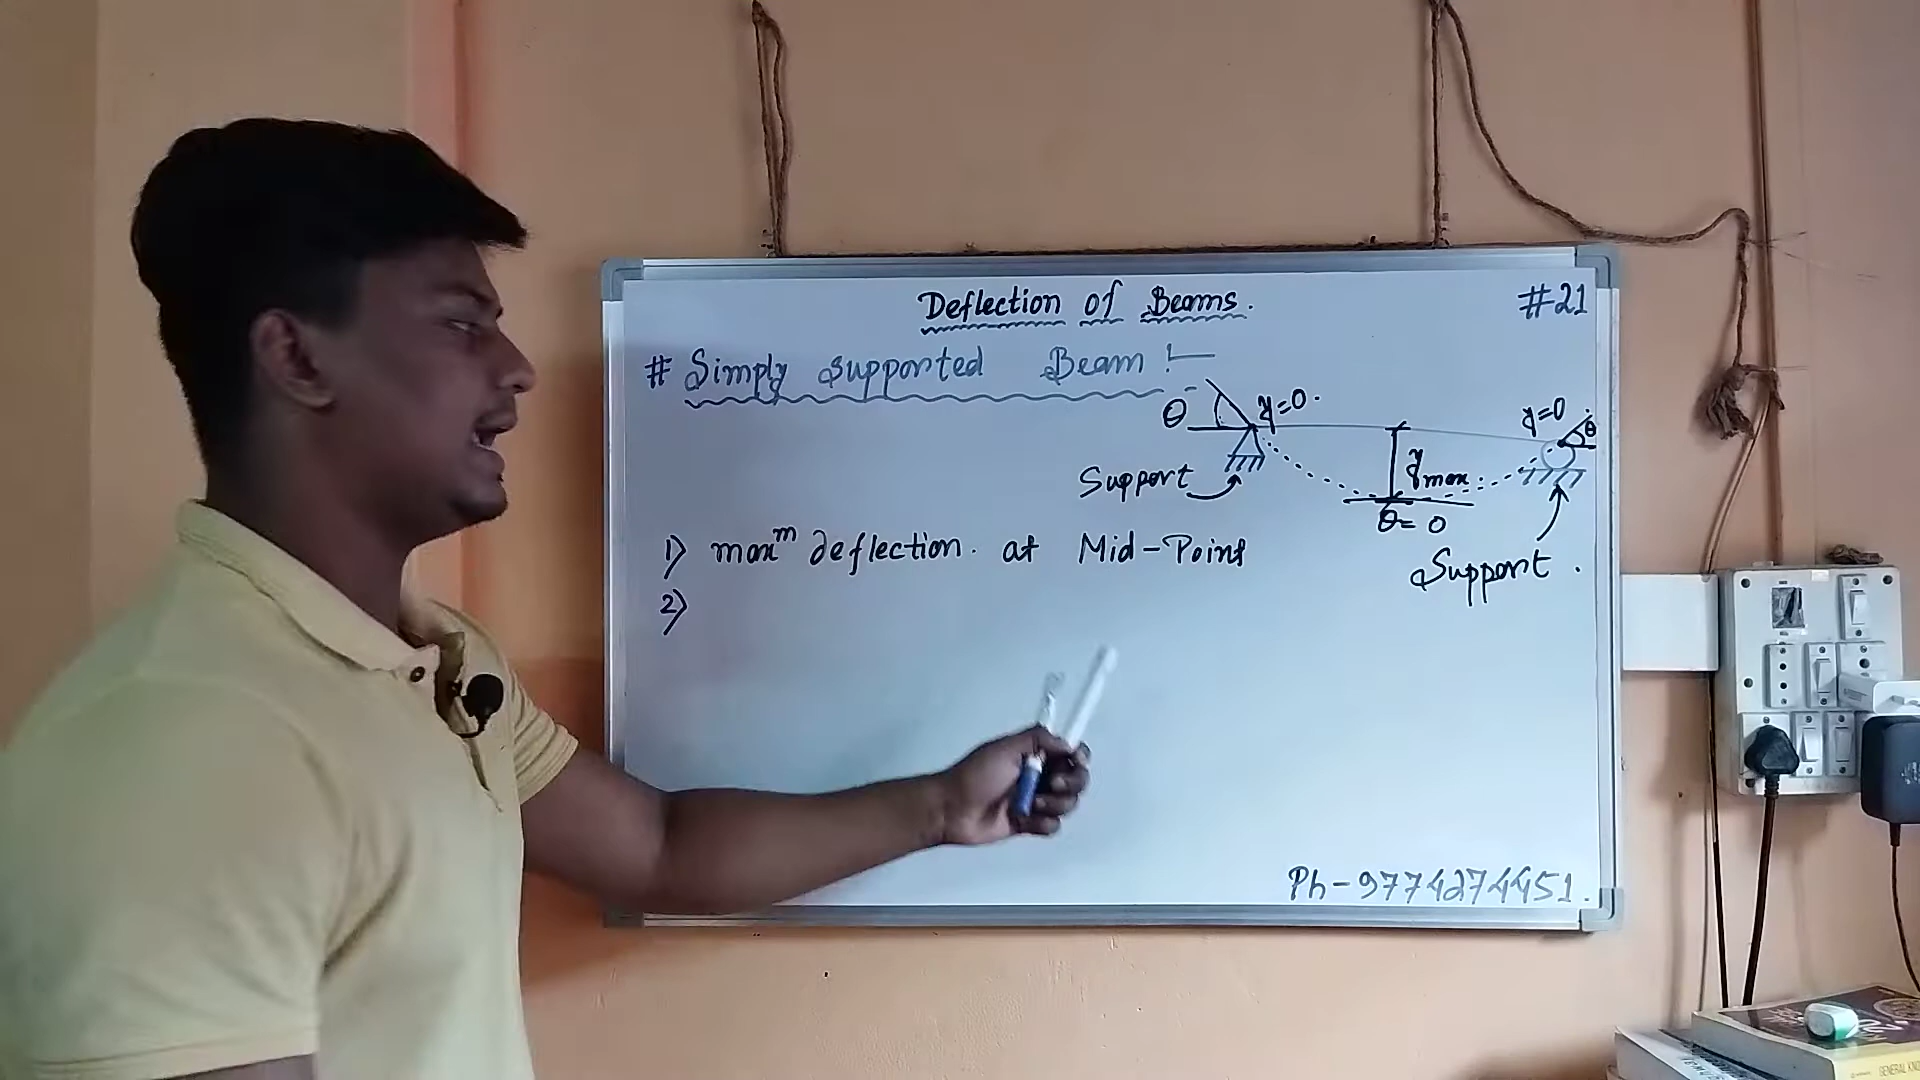 Deflection of Beams.
#21
# Simply Supported Beam :-
θ
y=0.
y=0
θ
ymax
Support
θ=0
1) maxm deflection. at Mid-Point
Support.
2)
Ph-9774274451.
GENERAL